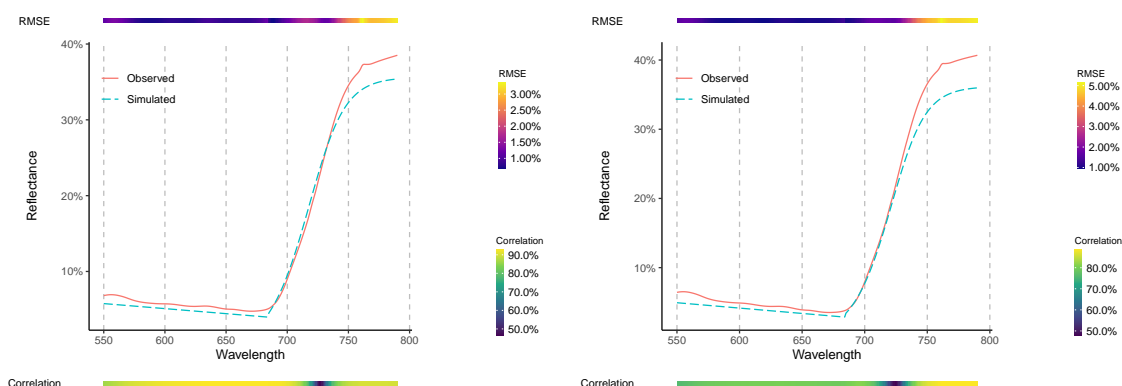 RMSE
40%
Observed
Simulated
30%
20%
10%
Reflectance
550 600 650 700 750 800
Wavelength
RMSE
3.00%
2.50%
1.50%
1.00%
Correlation
90.0%
80.0%
70.0%
60.0%
50.0%
Correlation
RMSE
40%
Observed
Simulated
30%
20%
10%
Reflectance
550 600 650 700 750 800
Wavelength
RMSE
5.00%
4.00%
3.00%
2.00%
1.00%
Correlation
80.0%
70.0%
60.0%
50.0%
Correlation